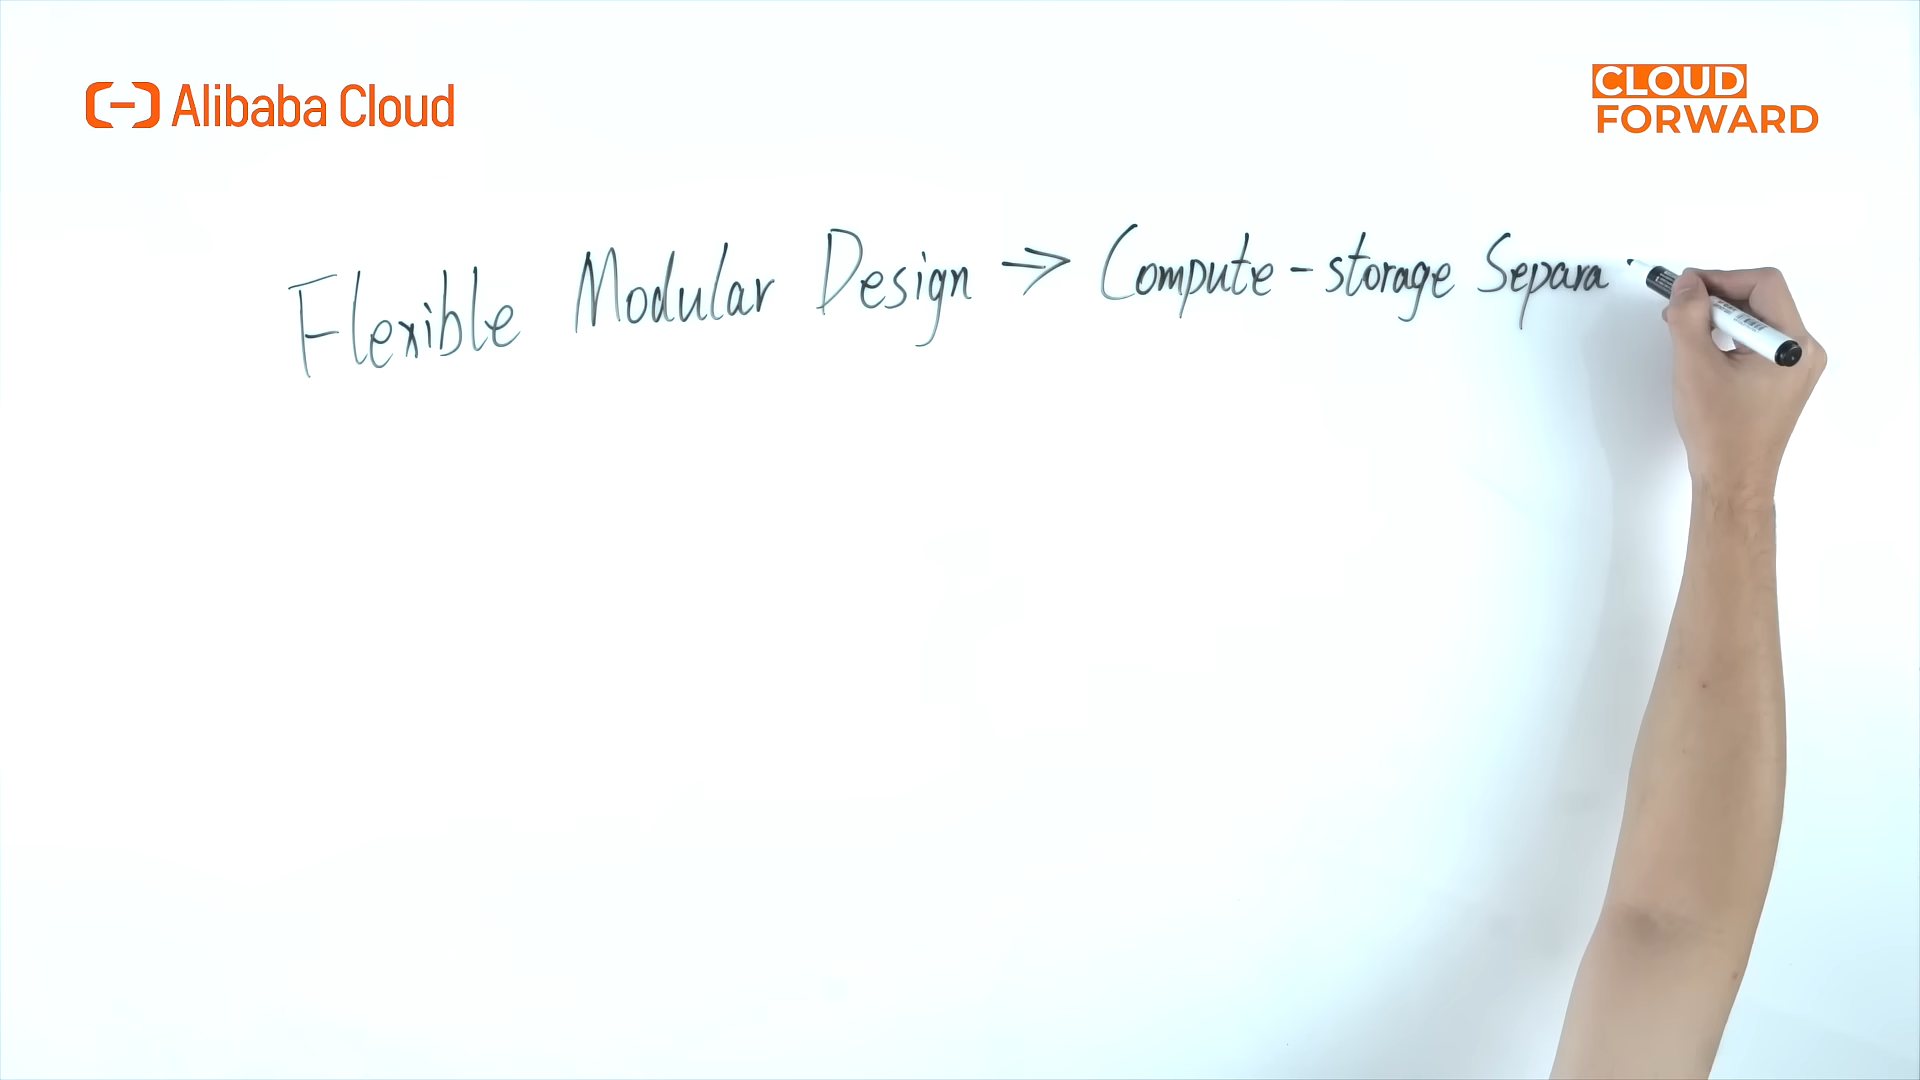 Alibaba Cloud
CLOUD
FORWARD
Flexible Modular Design → Compute-storage Separa